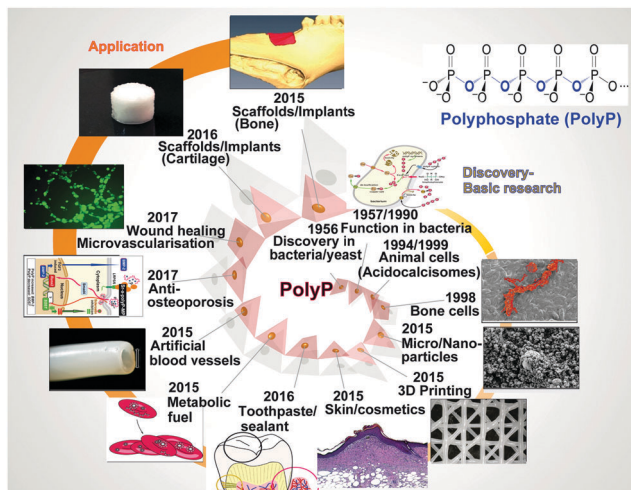 Application
Polyphosphate (PolyP)
Discovery-
Basic research
1956
Discovery in
bacteria/yeast
1957/1990
Function in bacteria
1994/1999
Animal cells
(Acidocalcisomes)
1998
Bone cells
2015
Micro/Nano-
particles
2015
3D Printing
2015
Skin/cosmetics
2016
Toothpaste/
sealant
2015
Metabolic
fuel
2015
Artificial
blood vessels
2017
Anti-
osteoporosis
2017
Wound healing
Microvascularisation
2016
Scaffolds/Implants
(Cartilage)
2015
Scaffolds/Implants
(Bone)
PolyP
O O O O O
P P P P P
⁻O O ⁻O O ⁻O O ⁻O O ⁻O O ...